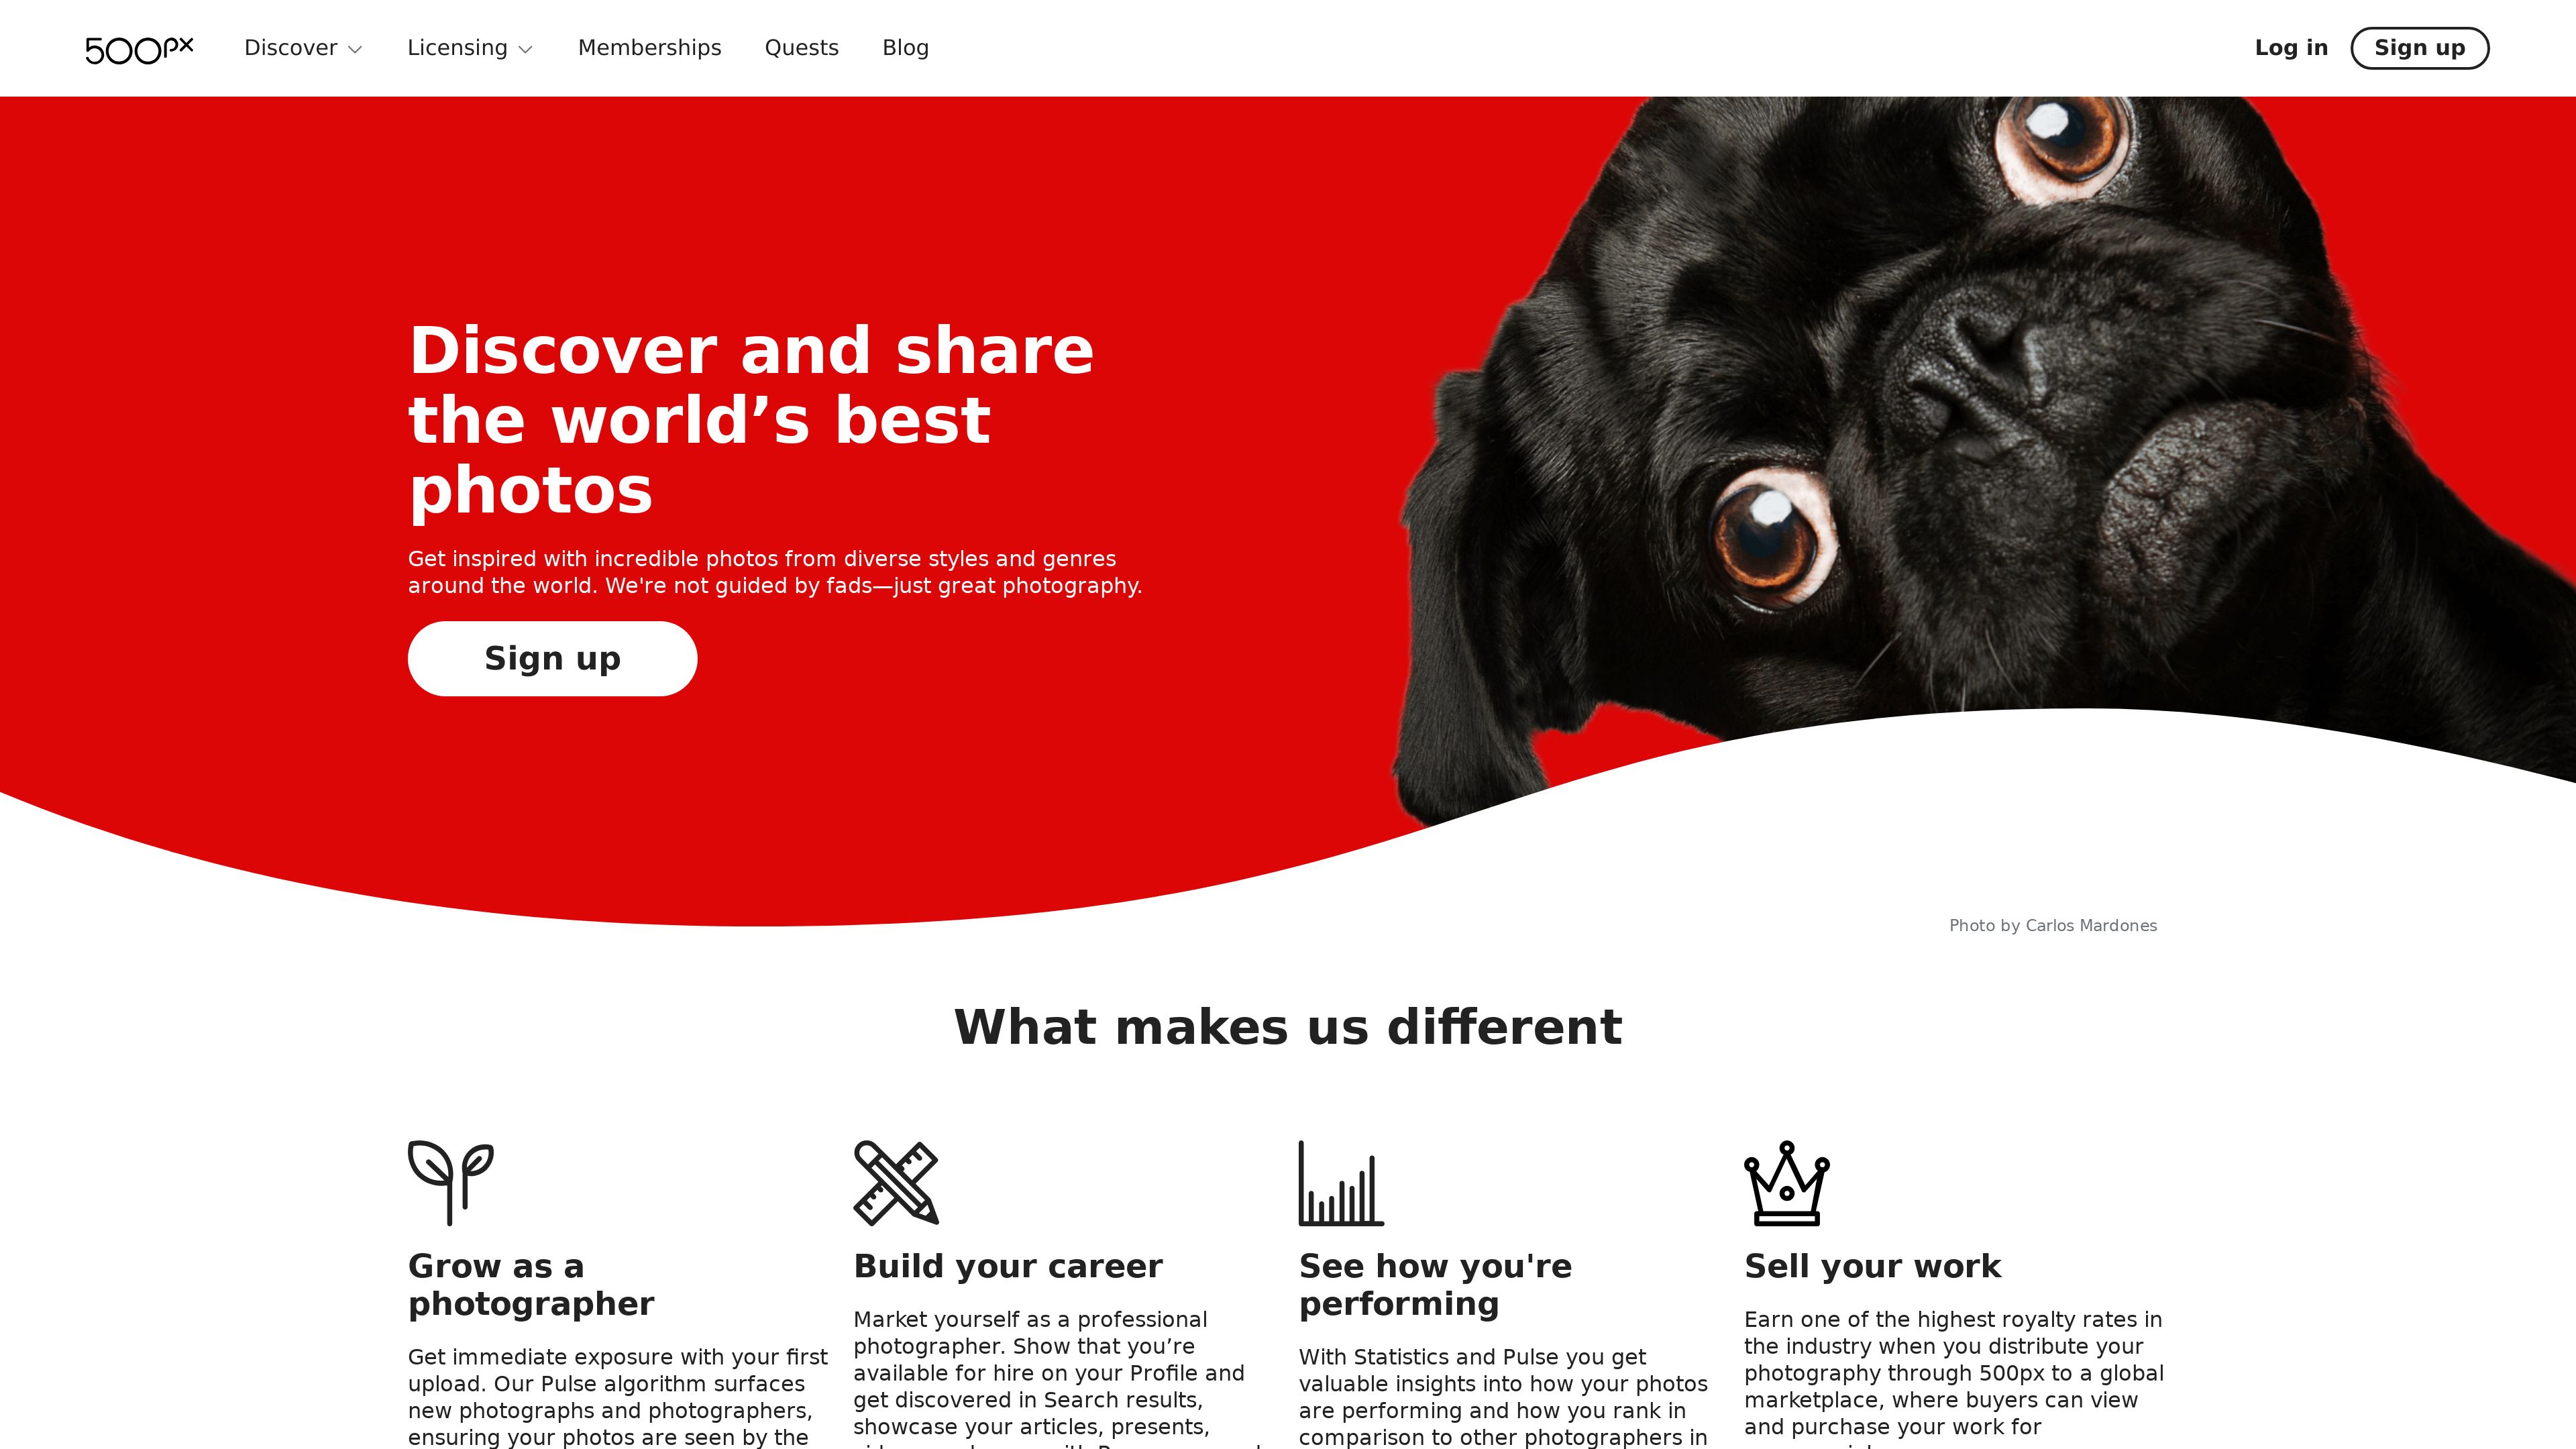 500px
Discover
Licensing
Memberships
Quests
Blog
Log in
Sign up
Discover and share
the world’s best
photos
Get inspired with incredible photos from diverse styles and genres
around the world. We're not guided by fads—just great photography.
Sign up
Photo by Carlos Mardones
What makes us different
Grow as a
photographer
Get immediate exposure with your first
upload. Our Pulse algorithm surfaces
new photographs and photographers,
ensuring your photos are seen by the
Build your career
Market yourself as a professional
photographer. Show that you’re
available for hire on your Profile and
get discovered in Search results,
showcase your articles, presents,
See how you're
performing
With Statistics and Pulse you get
valuable insights into how your photos
are performing and how you rank in
comparison to other photographers in
Sell your work
Earn one of the highest royalty rates in
the industry when you distribute your
photography through 500px to a global
marketplace, where buyers can view
and purchase your work for